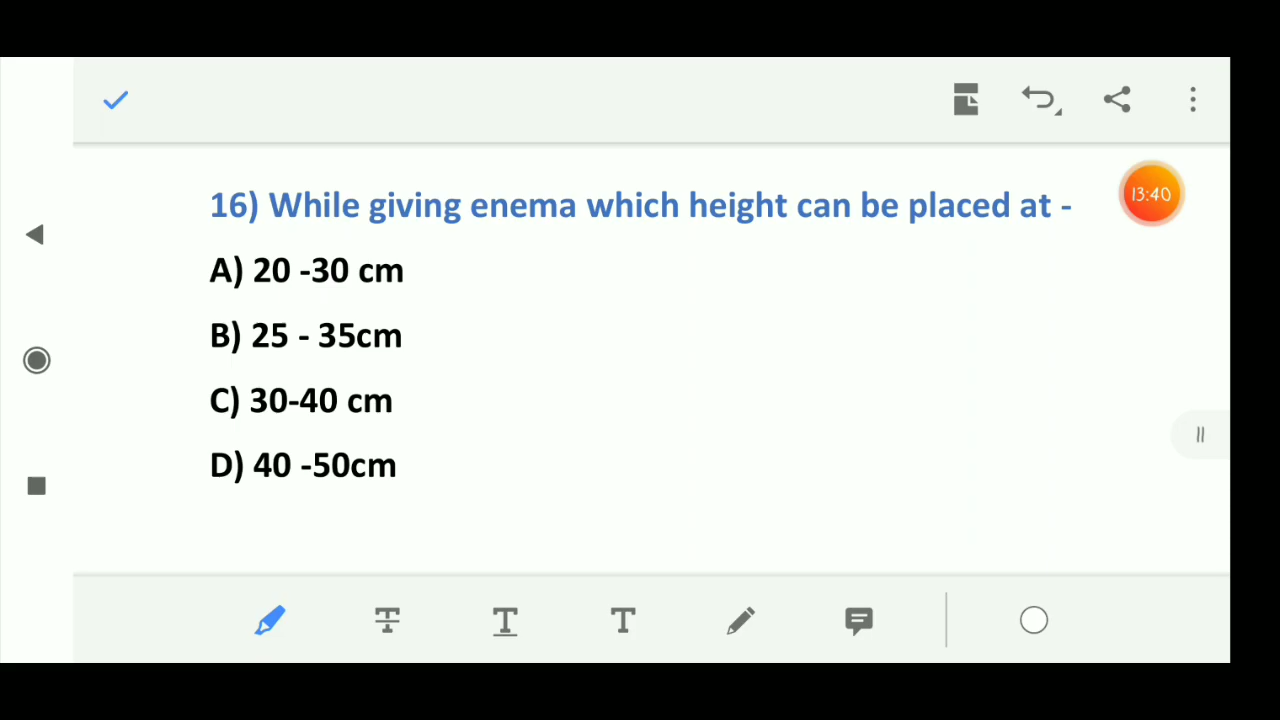 16) While giving enema which height can be placed at -
13:40
A) 20 -30 cm
B) 25 - 35cm
C) 30-40 cm
D) 40 -50cm